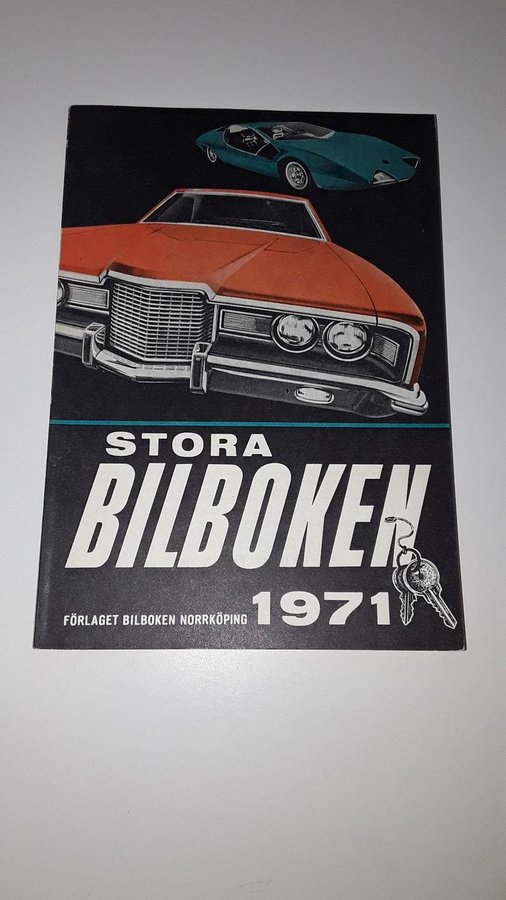 STORA
BILBOKEN
FÖRLAGET BILBOKEN NORRKÖPING 1971